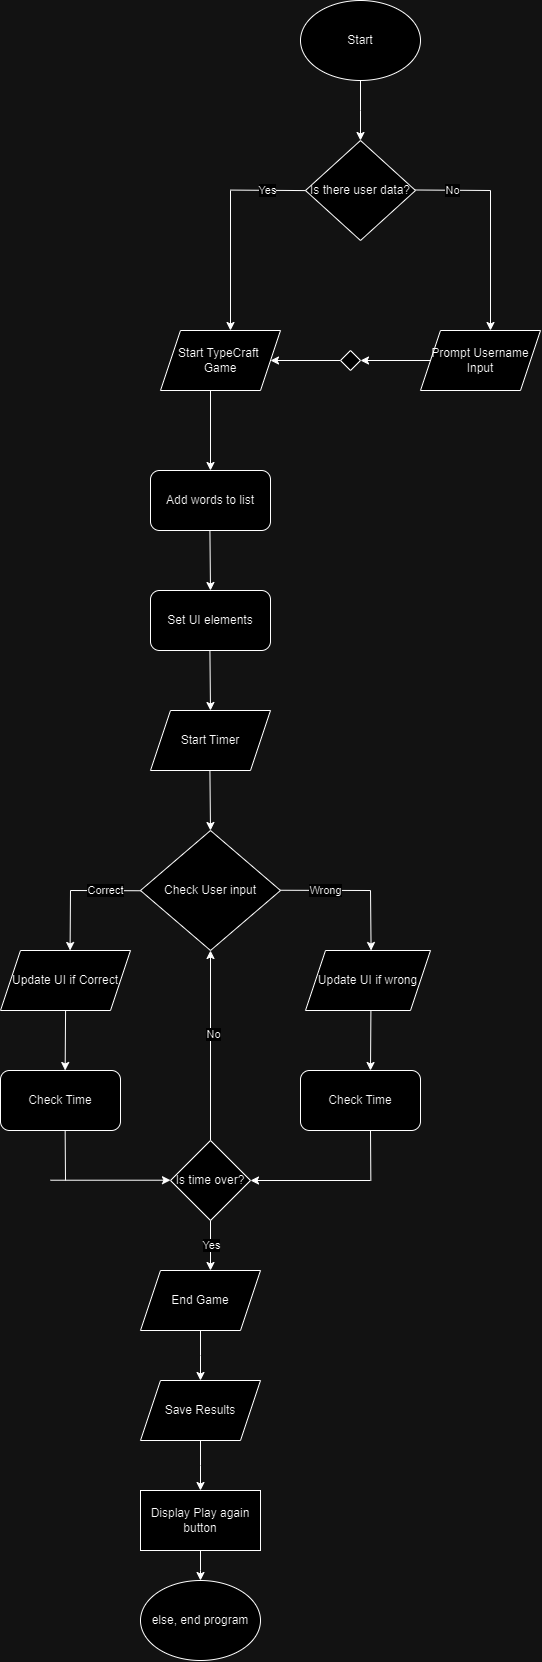 Start
Is there user data?
Yes
No
Start TypeCraft
Game
Prompt Username
Input
Add words to list
Set UI elements
Start Timer
Check User input
Correct
Wrong
Update UI if Correct
Update UI if wrong
No
Check Time
Check Time
Is time over?
Yes
End Game
Save Results
Display Play again
button
else, end program